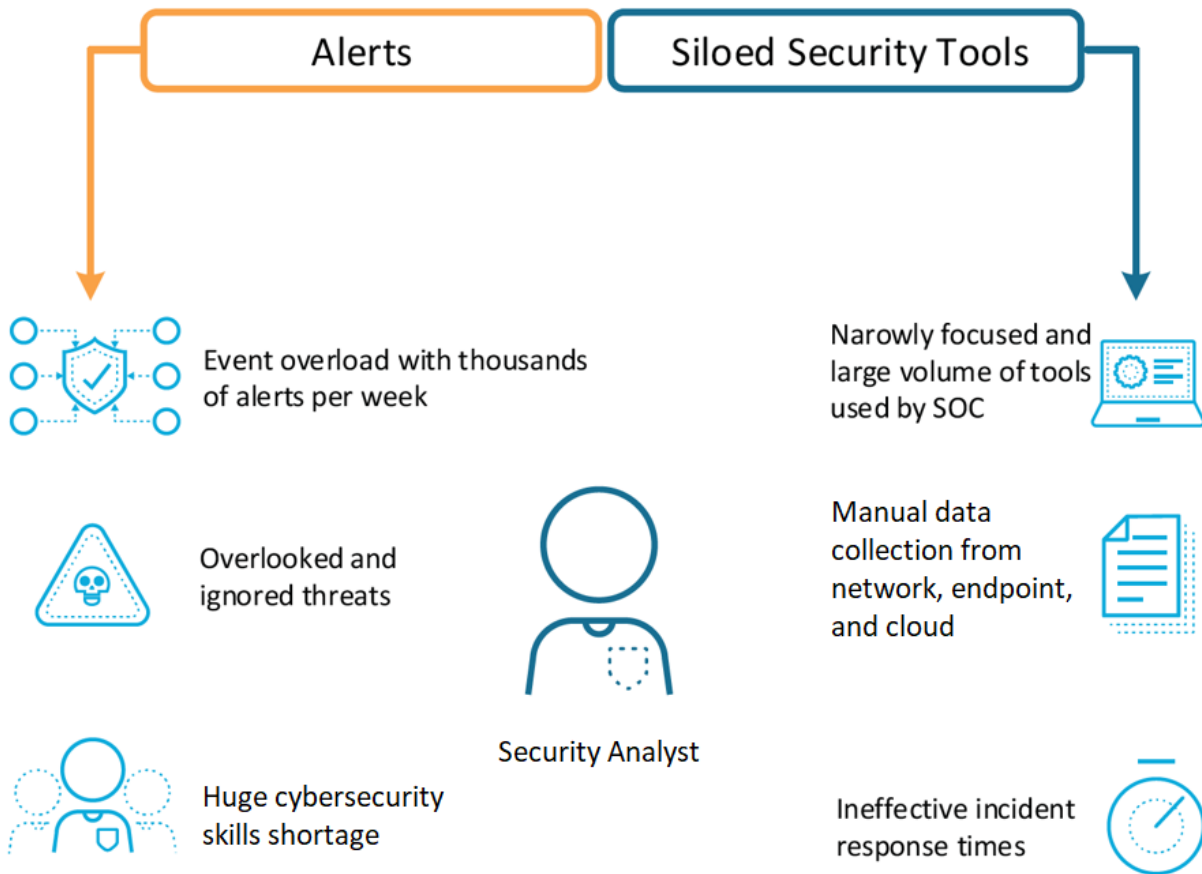 Alerts
Siloed Security Tools
Event overload with thousands
of alerts per week
Narowly focused and
large volume of tools
used by SOC
Overlooked and
ignored threats
Manual data
collection from
network, endpoint,
and cloud
Security Analyst
Huge cybersecurity
skills shortage
Ineffective incident
response times